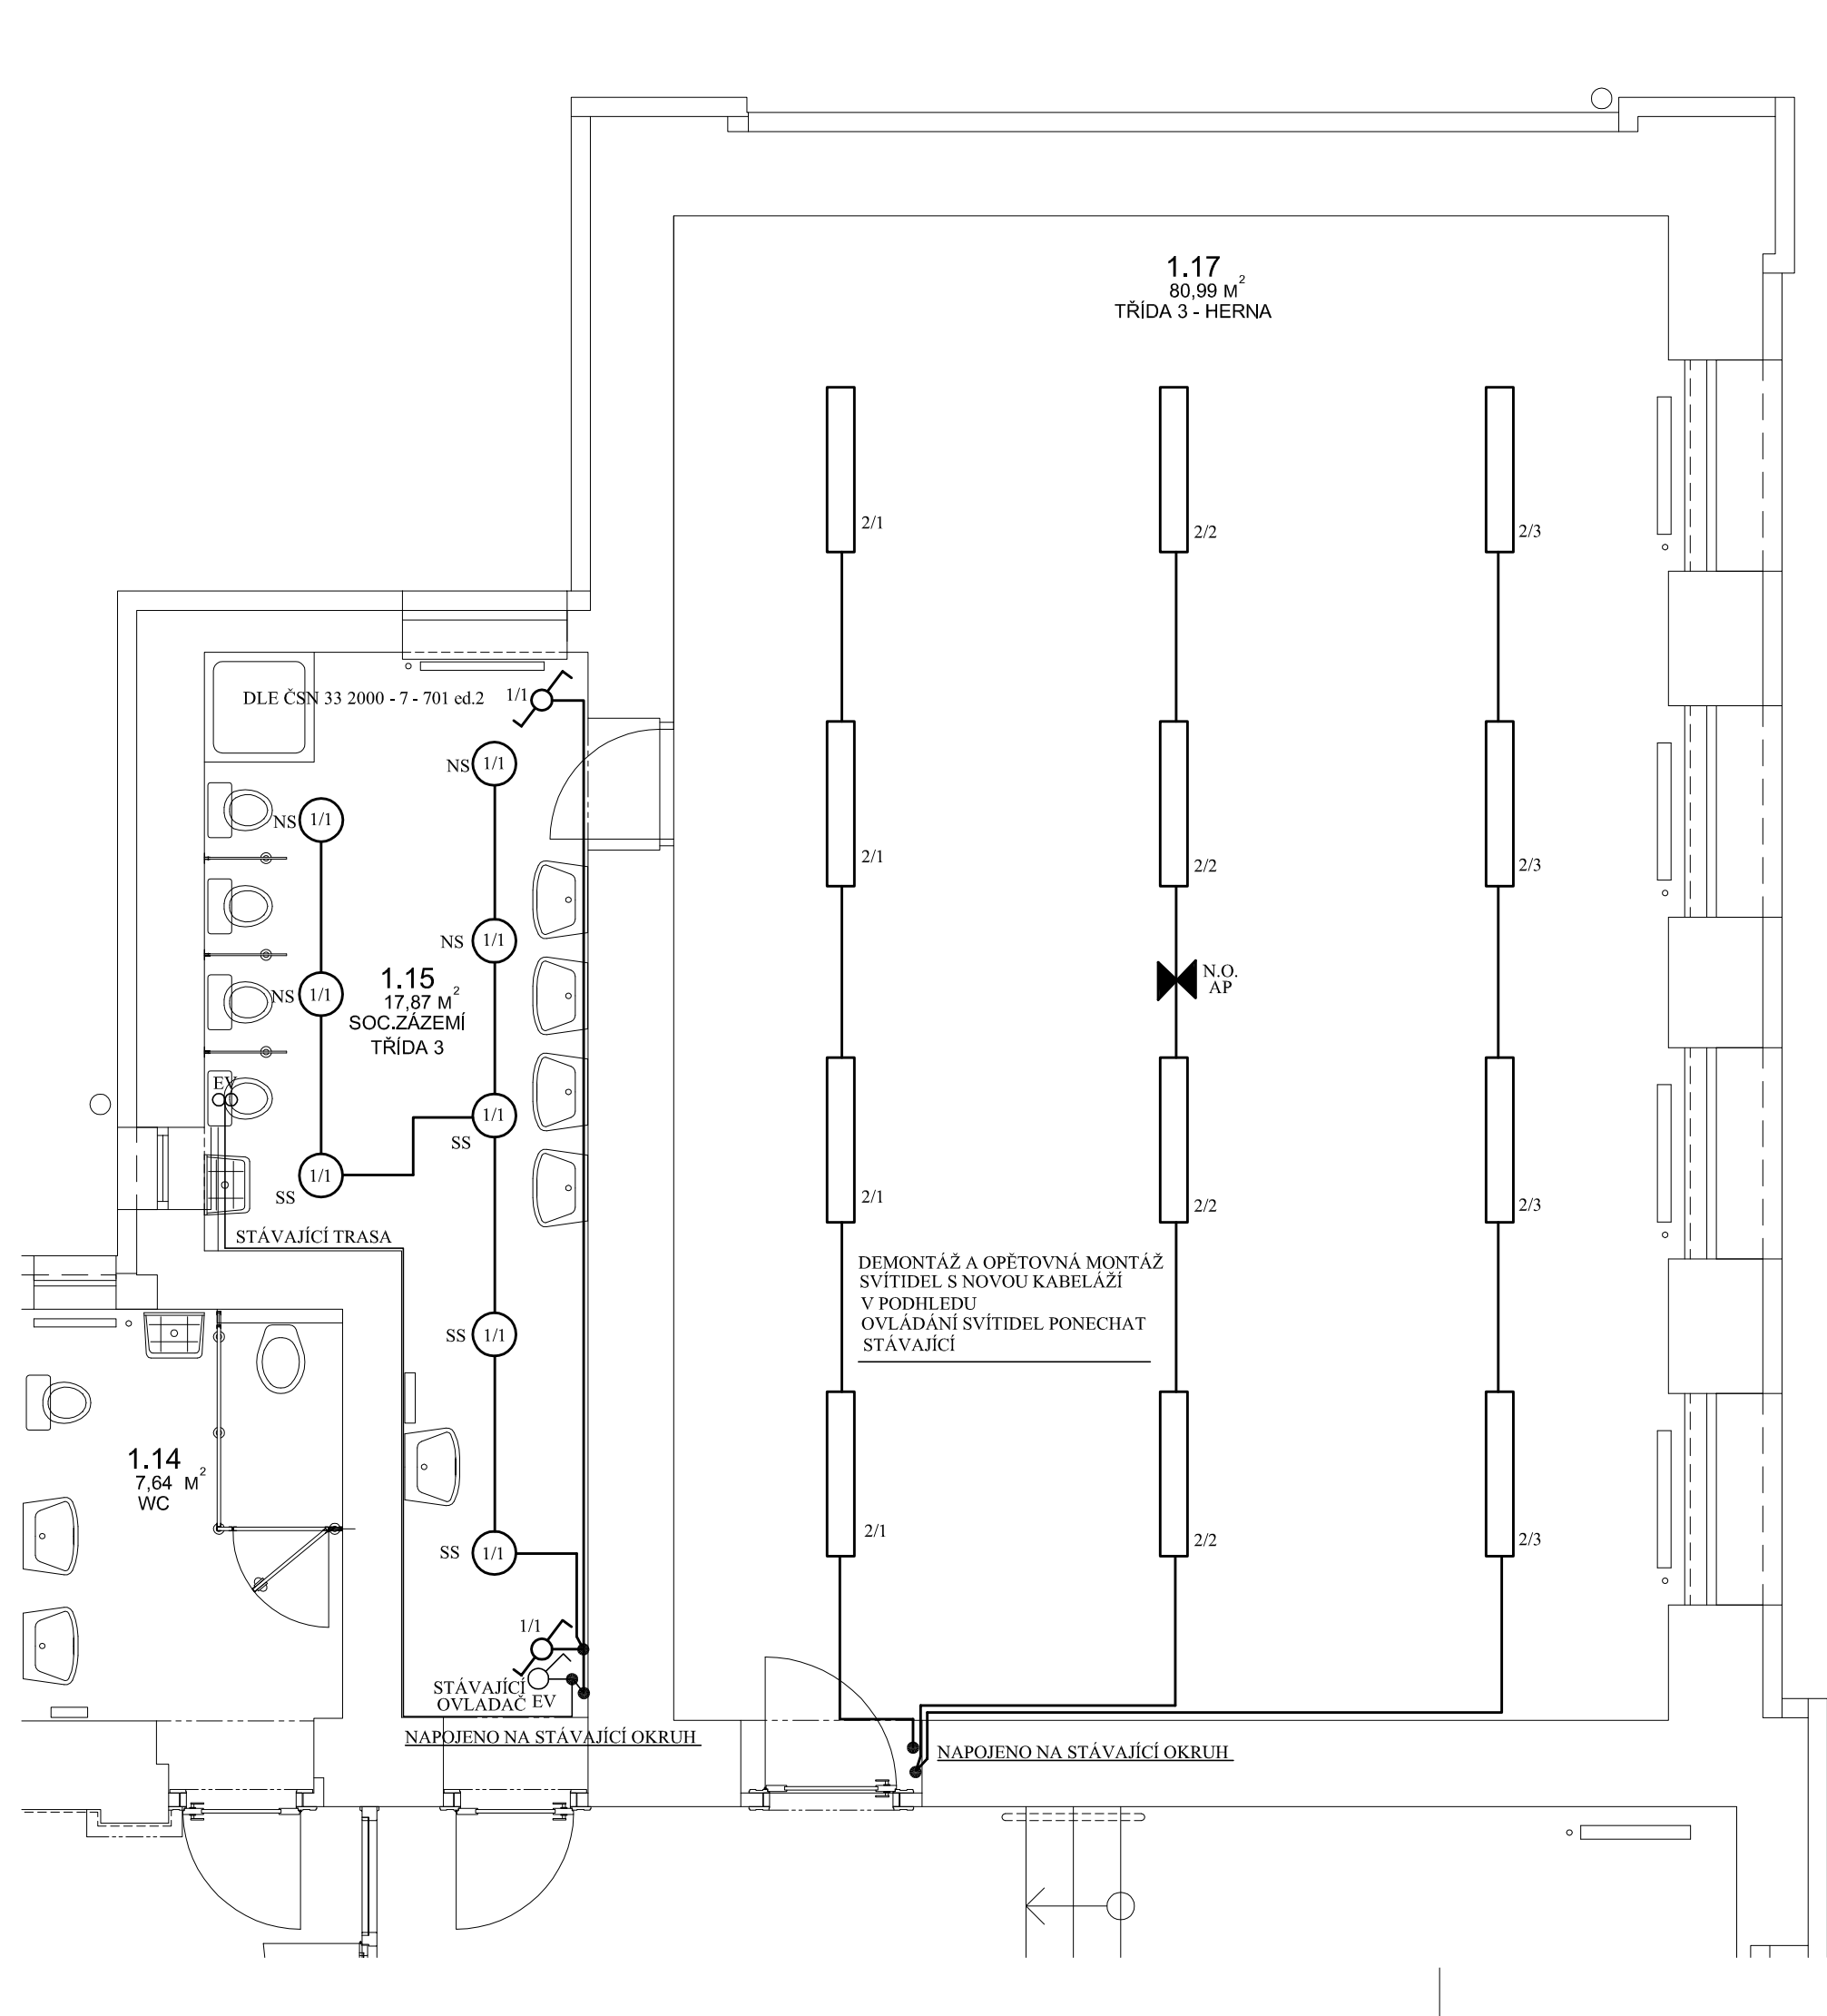 1.17
80,99 M²
TŘÍDA 3 - HERNA
2/1
2/2
2/3
DLE ČSN 33 2000 - 7 - 701 ed.2
1/1
NS
1/1
NS
1/1
2/1
2/2
2/3
NS
1/1
NS
1/1
1.15
17,87 M²
SOC.ZÁZEMÍ
TŘÍDA 3
N.O.
AP
EV
1/1
SS
1/1
SS
2/1
2/2
2/3
STÁVAJÍCÍ TRASA
DEMONTÁŽ A OPĚTOVNÁ MONTÁŽ
SVÍTIDEL S NOVOU KABELÁŽÍ
V PODHLEDU
OVLÁDÁNÍ SVÍTIDEL PONECHAT
STÁVAJÍCÍ
SS
1/1
1.14
7,64 M²
WC
SS
1/1
2/1
2/2
2/3
1/1
STÁVAJÍCÍ
OVLADAČ EV
NAPOJENO NA STÁVAJÍCÍ OKRUH
NAPOJENO NA STÁVAJÍCÍ OKRUH